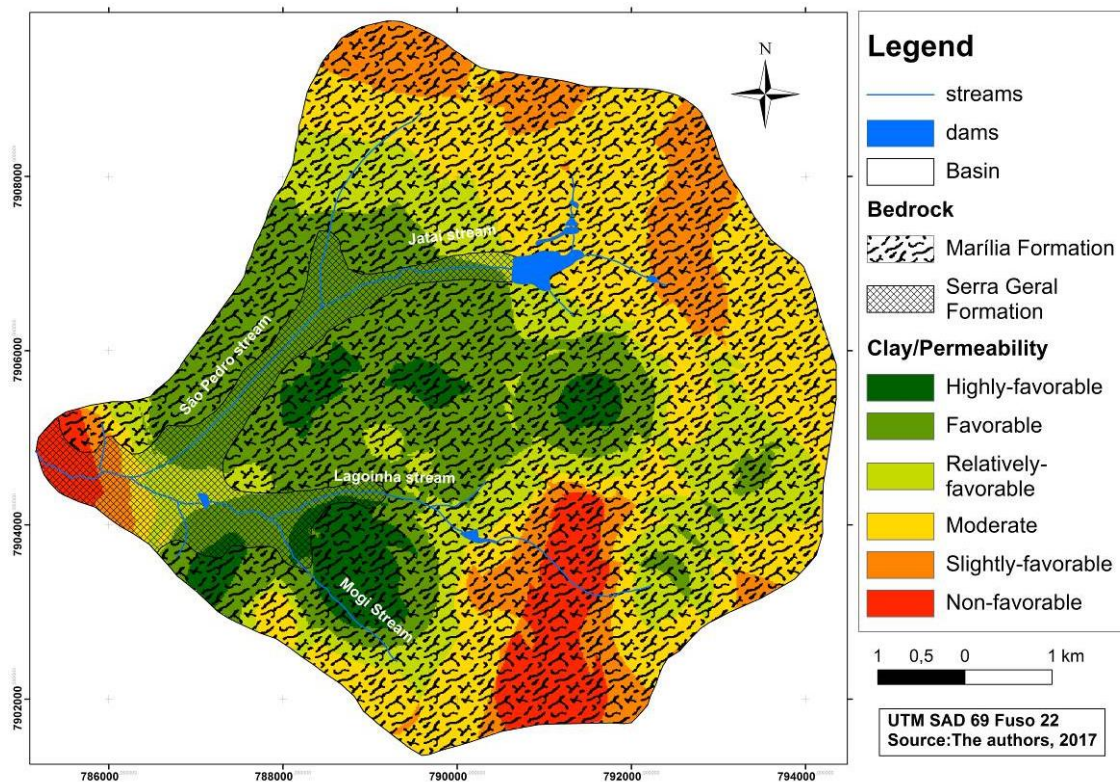 N
Jataí stream
São Pedro stream
Lagoinha stream
Mogi Stream
7908000
7906000
7904000
7902000
786000
788000
790000
792000
794000
Legend
streams
dams
Basin
Bedrock
Marília Formation
Serra Geral
Formation
Clay/Permeability
Highly-favorable
Favorable
Relatively-
favorable
Moderate
Slightly-favorable
Non-favorable
1 0,5 0 1 km
UTM SAD 69 Fuso 22
Source:The authors, 2017